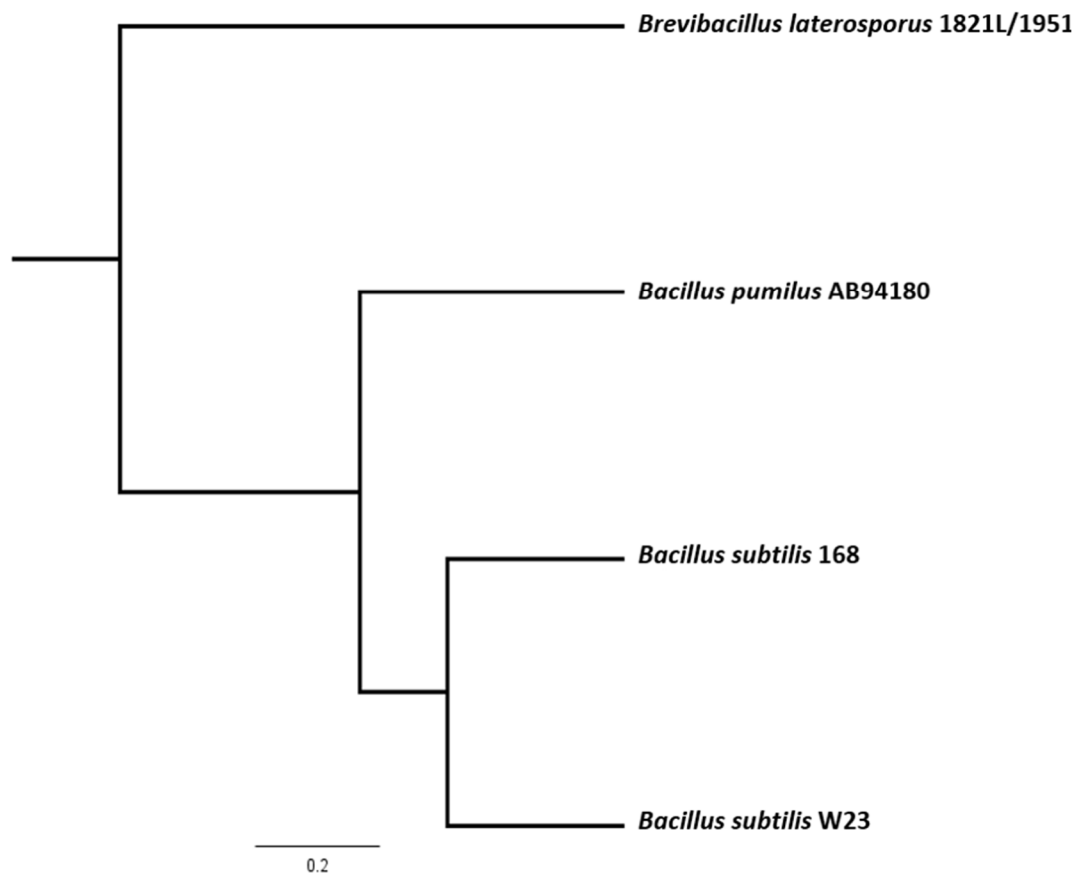 Brevibacillus laterosporus 1821L/1951
Bacillus pumilus AB94180
Bacillus subtilis 168
Bacillus subtilis W23
0.2